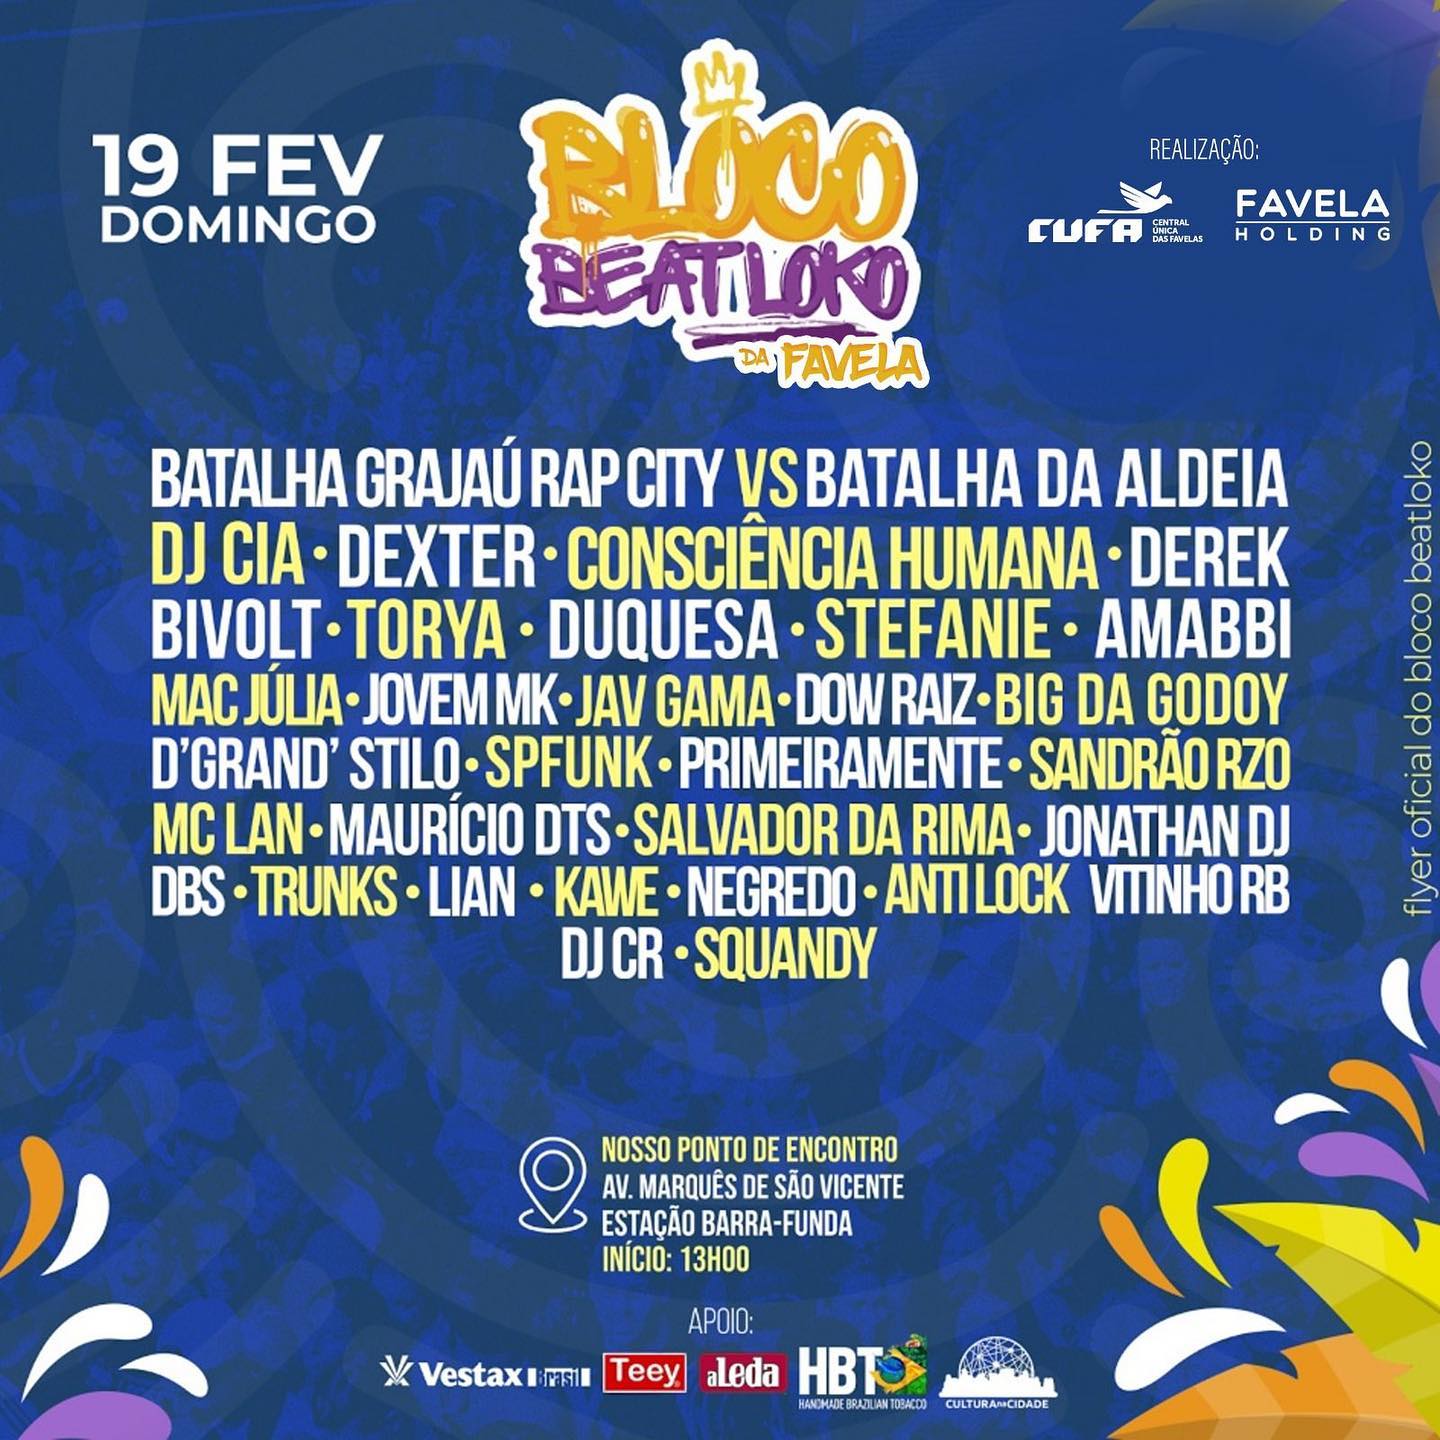 19 FEV
DOMINGO
BLOCO
BEATLOKO
DA FAVELA
REALIZAÇÃO:
CUFA CENTRAL
ÚNICA
DAS FAVELAS
FAVELA
HOLDING
BATALHA GRAJAÚ RAP CITY VS BATALHA DA ALDEIA
DJ CIA • DEXTER • CONSCIÊNCIA HUMANA • DEREK
BIVOLT • TORYA • DUQUESA • STEFANIE • AMABBI
MAC JÚLIA • JOVEM MK • JAV GAMA • DOW RAIZ • BIG DA GODOY
D'GRAND' STILO • SPFUNK • PRIMEIRAMENTE • SANDRÃO RZO
MC LAN • MAURÍCIO DTS • SALVADOR DA RIMA • JONATHAN DJ
DBS • TRUNKS • LIAN • KAWE • NEGREDO • ANTI LOCK VITINHO RB
DJ CR • SQUANDY
flyer oficial do bloco beatloko
NOSSO PONTO DE ENCONTRO
AV. MARQUÊS DE SÃO VICENTE
ESTAÇÃO BARRA-FUNDA
INÍCIO: 13H00
APOIO:
Vestax Brasil
Teey
aLeda
HBT
HANDMADE BRAZILIAN TOBACCO
CULTURA NA CIDADE